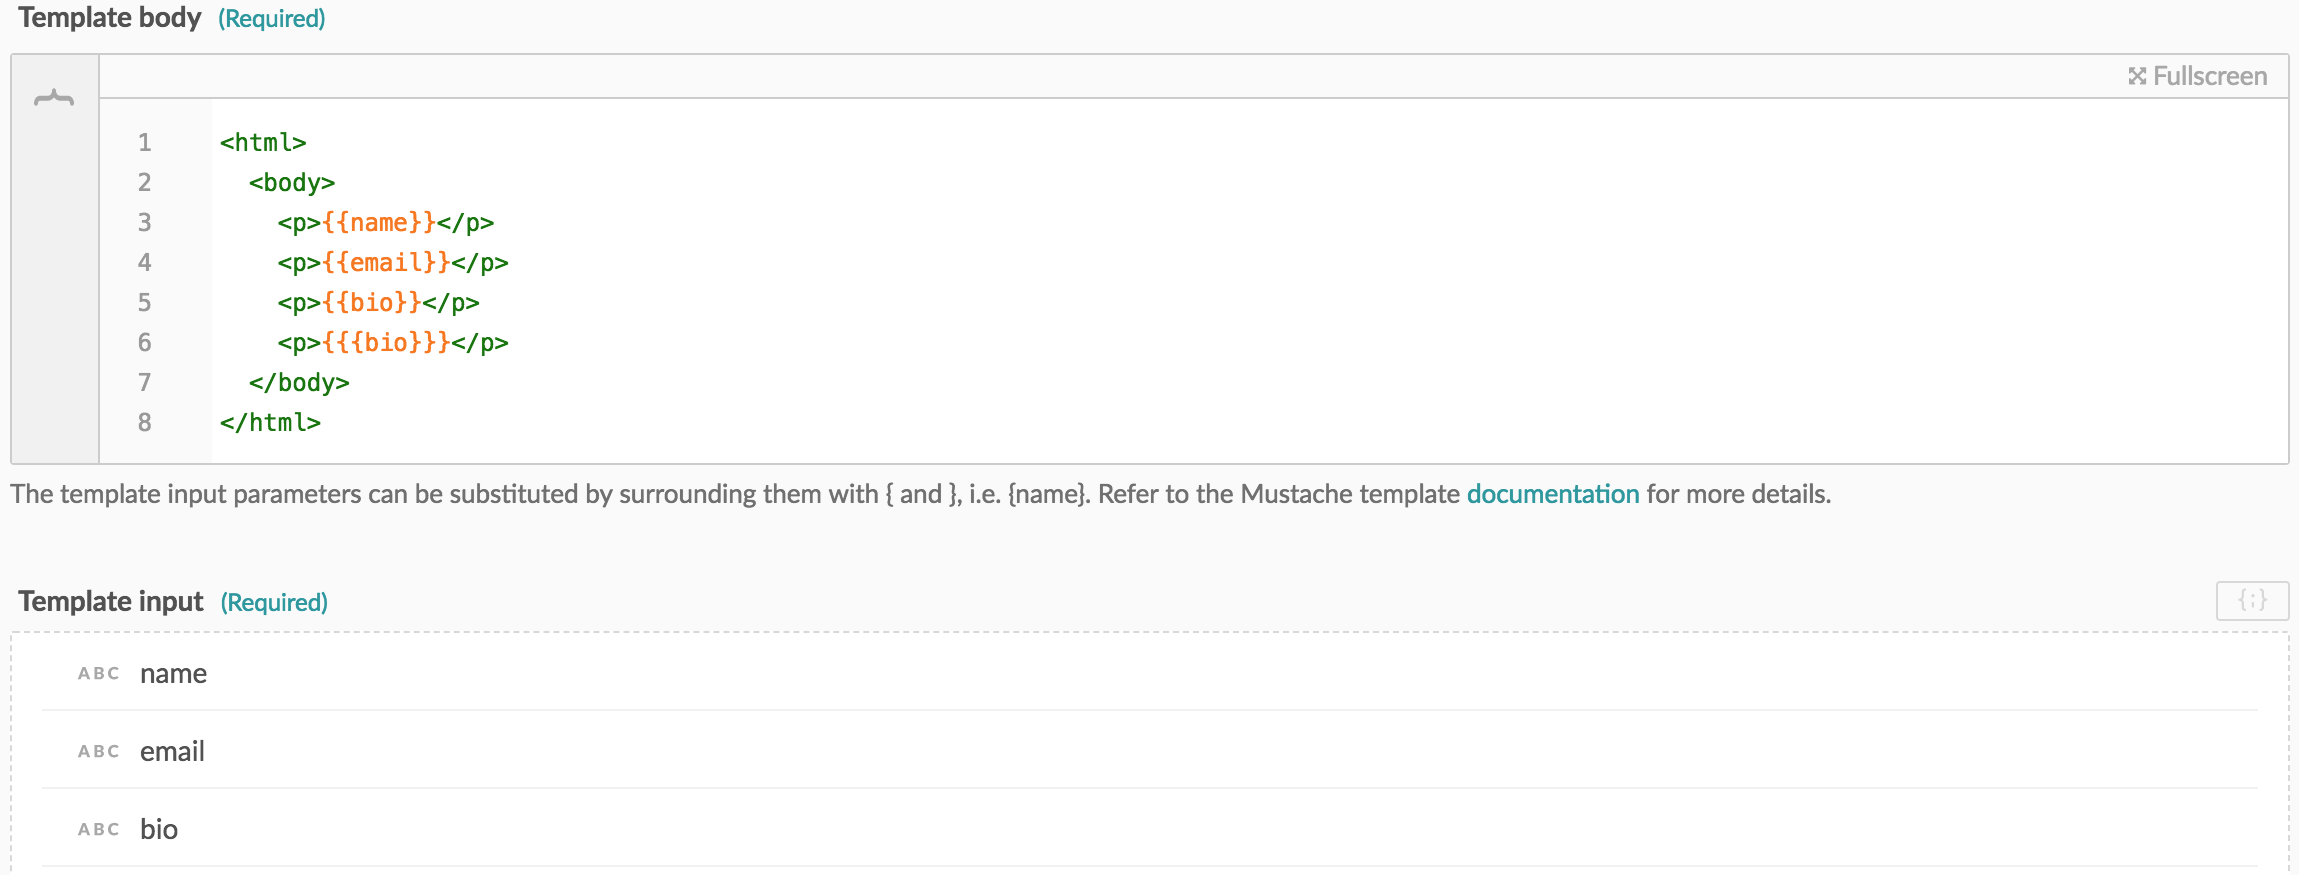 Template body (Required)
Fullscreen
1 <html>
2 <body>
3 <p>{{name}}</p>
4 <p>{{email}}</p>
5 <p>{{bio}}</p>
6 <p>{{{bio}}}</p>
7 </body>
8 </html>
The template input parameters can be substituted by surrounding them with { and }, i.e. {name}. Refer to the Mustache template documentation for more details.
Template input (Required)
{;}
ABC name
ABC email
ABC bio